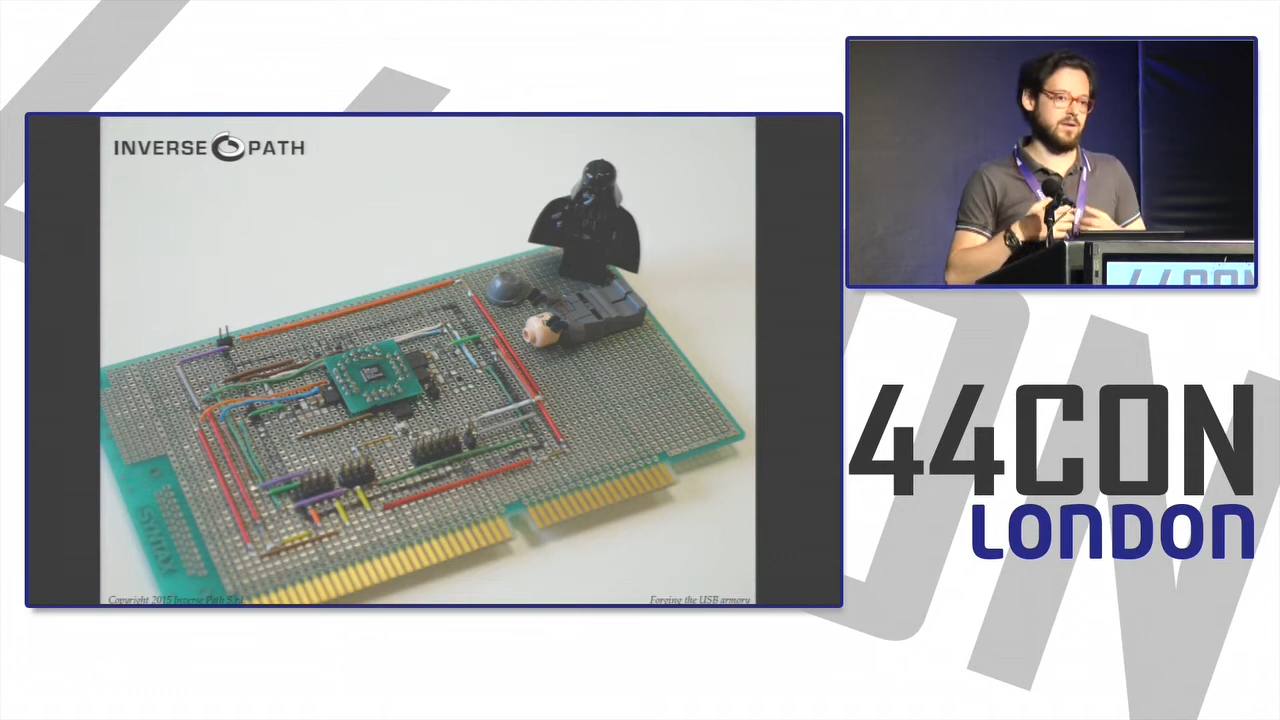 INVERSE PATH
Copyright 2015 Inverse Path S.r.l.
Forging the USB armory
44CON
LONDON